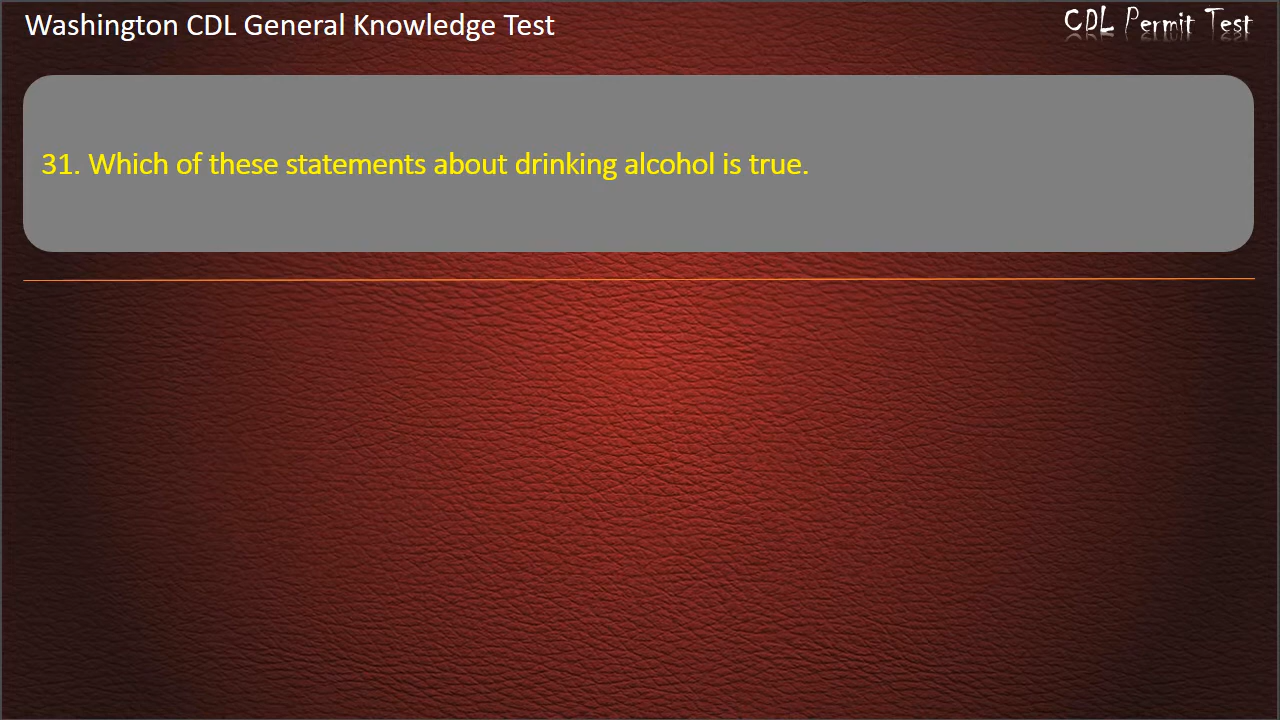 Washington CDL General Knowledge Test
CDL Permit Test
31. Which of these statements about drinking alcohol is true.